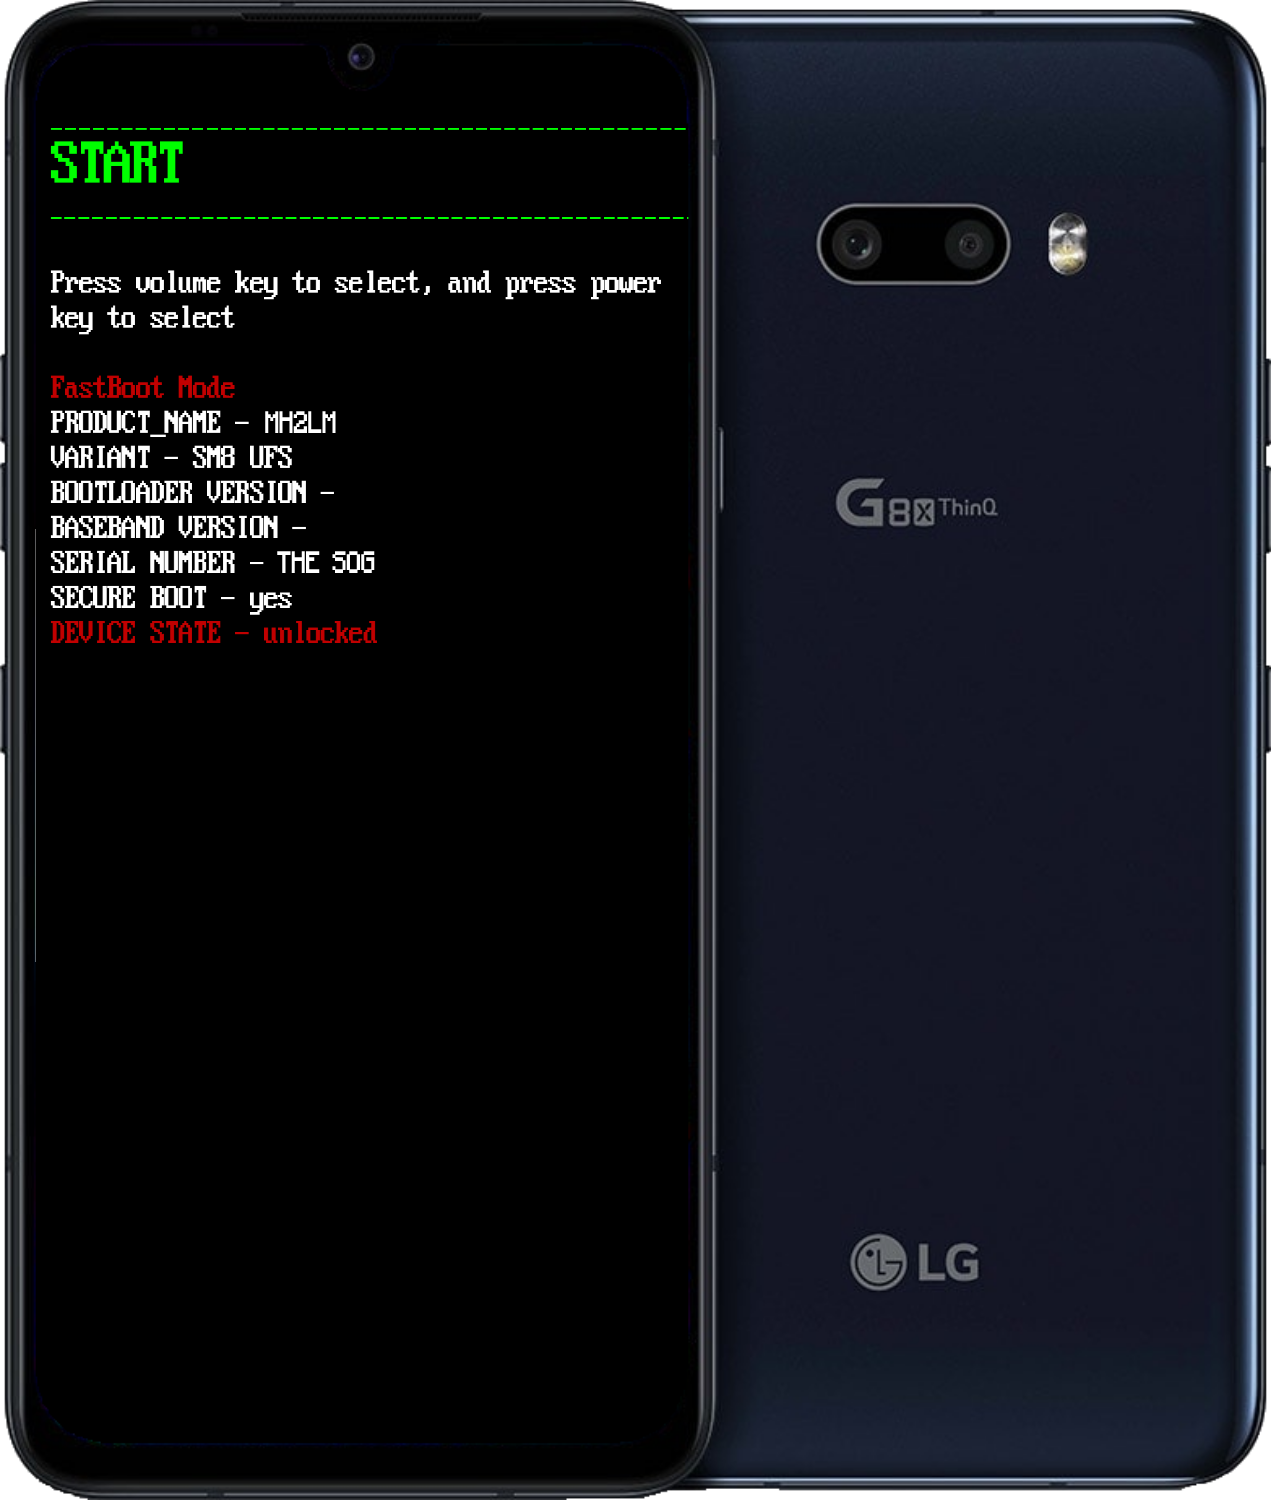 START
Press volume key to select, and press power
key to select
FastBoot Mode
PRODUCT_NAME - MH2LM
VARIANT - SM8 UFS
BOOTLOADER VERSION -
BASEBAND VERSION -
SERIAL NUMBER - THE SOG
SECURE BOOT - yes
DEVICE STATE - unlocked
G8X ThinQ
LG